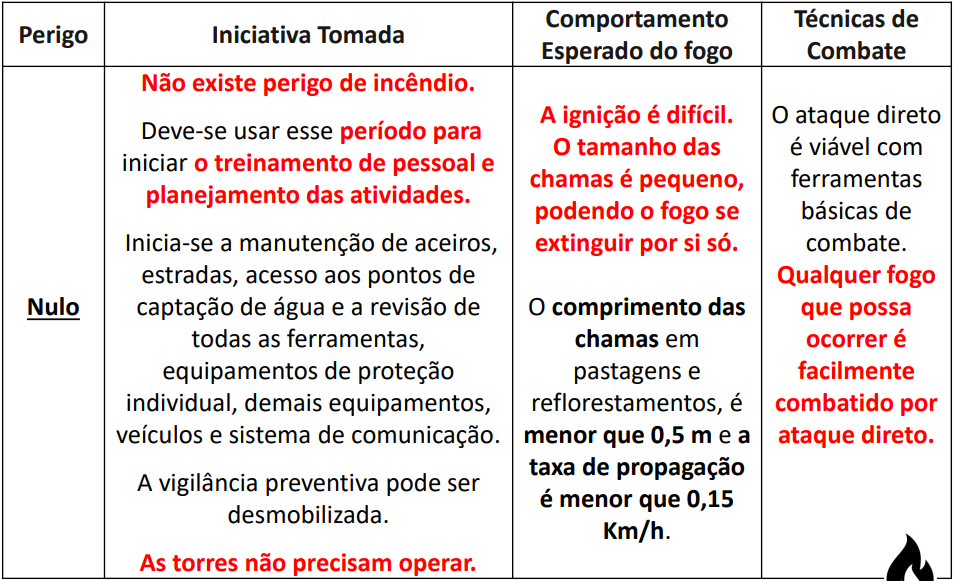 Perigo
Iniciativa Tomada
Comportamento
Esperado do fogo
Técnicas de
Combate
Nulo
Não existe perigo de incêndio.
Deve-se usar esse período para
iniciar o treinamento de pessoal e
planejamento das atividades.
Inicia-se a manutenção de aceiros,
estradas, acesso aos pontos de
captação de água e a revisão de
todas as ferramentas,
equipamentos de proteção
individual, demais equipamentos,
veículos e sistema de comunicação.
A vigilância preventiva pode ser
desmobilizada.
As torres não precisam operar.
A ignição é difícil.
O tamanho das
chamas é pequeno,
podendo o fogo se
extinguir por si só.
O comprimento das
chamas em
pastagens e
reflorestamentos, é
menor que 0,5 m e a
taxa de propagação
é menor que 0,15
Km/h.
O ataque direto
é viável com
ferramentas
básicas de
combate.
Qualquer fogo
que possa
ocorrer é
facilmente
combatido por
ataque direto.